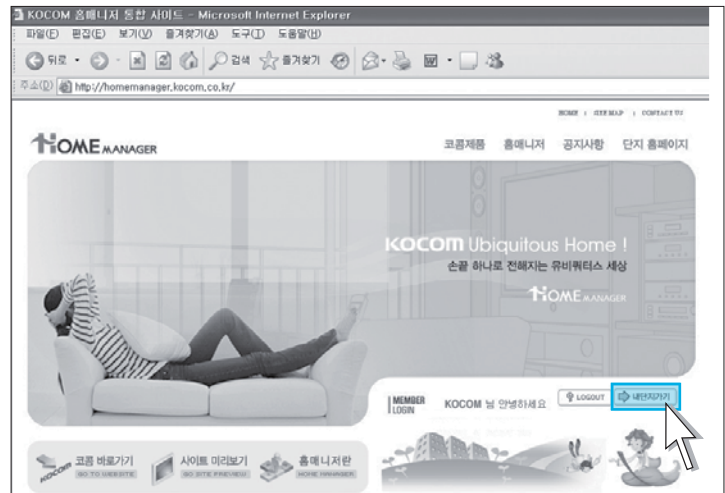 KOCOM 홈매니저 통합 사이트 - Microsoft Internet Explorer
파일(F) 편집(E) 보기(V) 즐겨찾기(A) 도구(T) 도움말(H)
뒤로 검색 즐겨찾기
주소(D) http://homemanager.kocom.co.kr/
HOME | SITE MAP | CONTACT US
HOME MANAGER
코콤제품 홈매니저 공지사항 단지 홈페이지
KOCOM Ubiquitous Home !
손끝 하나로 전해지는 유비쿼터스 세상
HOME MANAGER
MEMBER LOGIN
KOCOM 님 안녕하세요
LOGOUT
내단지가기
KOCOM
코콤 바로가기
GO TO WEBSITE
사이트 미리보기
GO SITE PREVIEW
홈매니저란
HOME MANAGER